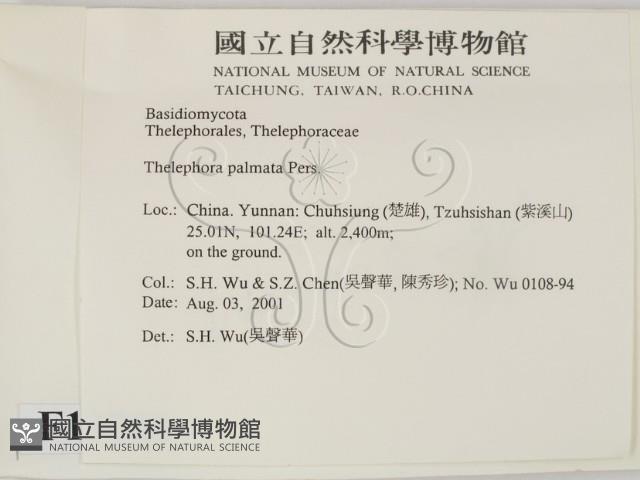 國立自然科學博物館
NATIONAL MUSEUM OF NATURAL SCIENCE
TAICHUNG, TAIWAN, R.O.CHINA
Basidiomycota
Thelephorales, Thelephoraceae
Thelephora palmata Pers.
Loc.: China. Yunnan: Chuhsiung (楚雄), Tzuhsishan (紫溪山)
25.01N, 101.24E; alt. 2,400m;
on the ground.
Col.: S.H. Wu & S.Z. Chen(吳聲華, 陳秀珍); No. Wu 0108-94
Date: Aug. 03, 2001
Det.: S.H. Wu(吳聲華)
國立自然科學博物館
NATIONAL MUSEUM OF NATURAL SCIENCE